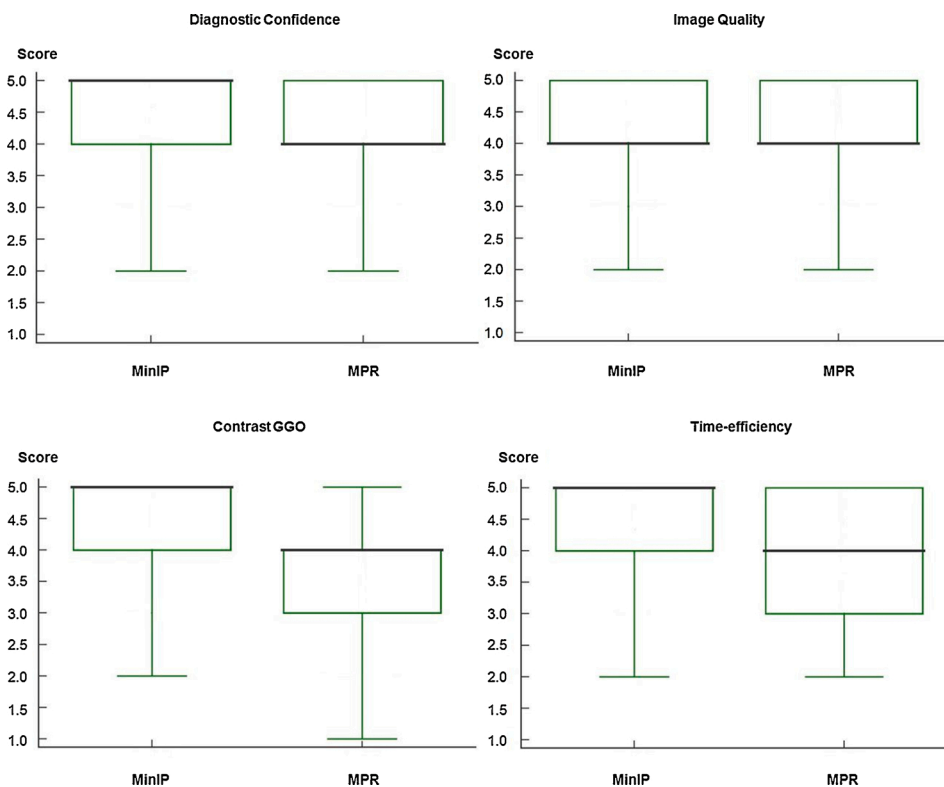 Diagnostic Confidence
Score
5.0
4.5
4.0
3.5
3.0
2.5
2.0
1.5
1.0
MinIP
MPR
Image Quality
Score
5.0
4.5
4.0
3.5
3.0
2.5
2.0
1.5
1.0
MinIP
MPR
Contrast GGO
Score
5.0
4.5
4.0
3.5
3.0
2.5
2.0
1.5
1.0
MinIP
MPR
Time-efficiency
Score
5.0
4.5
4.0
3.5
3.0
2.5
2.0
1.5
1.0
MinIP
MPR